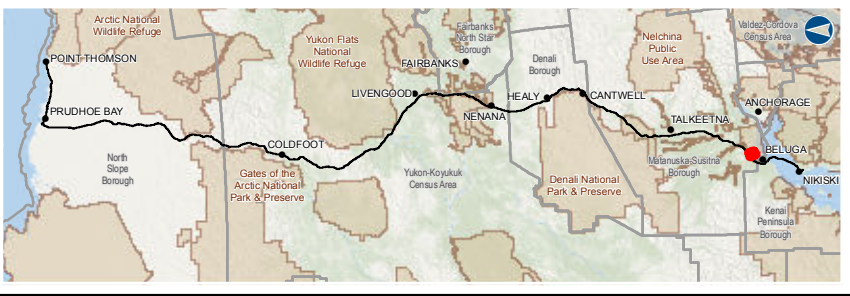 Arctic National
Wildlife Refuge
POINT THOMSON
PRUDHOE BAY
North
Slope
Borough
COLDFOOT
Gates of the
Arctic National
Park & Preserve
Yukon Flats
National
Wildlife Refuge
LIVENGOOD
FAIRBANKS
Fairbanks
North Star
Borough
NENANA
Yukon-Koyukuk
Census Area
Denali
Borough
HEALY
CANTWELL
Denali National
Park & Preserve
Nelchina
Public
Use Area
TALKEETNA
Matanuska-Susitna
Borough
Valdez-Cordova
Census Area
ANCHORAGE
BELUGA
NIKISKI
Kenai
Peninsula
Borough